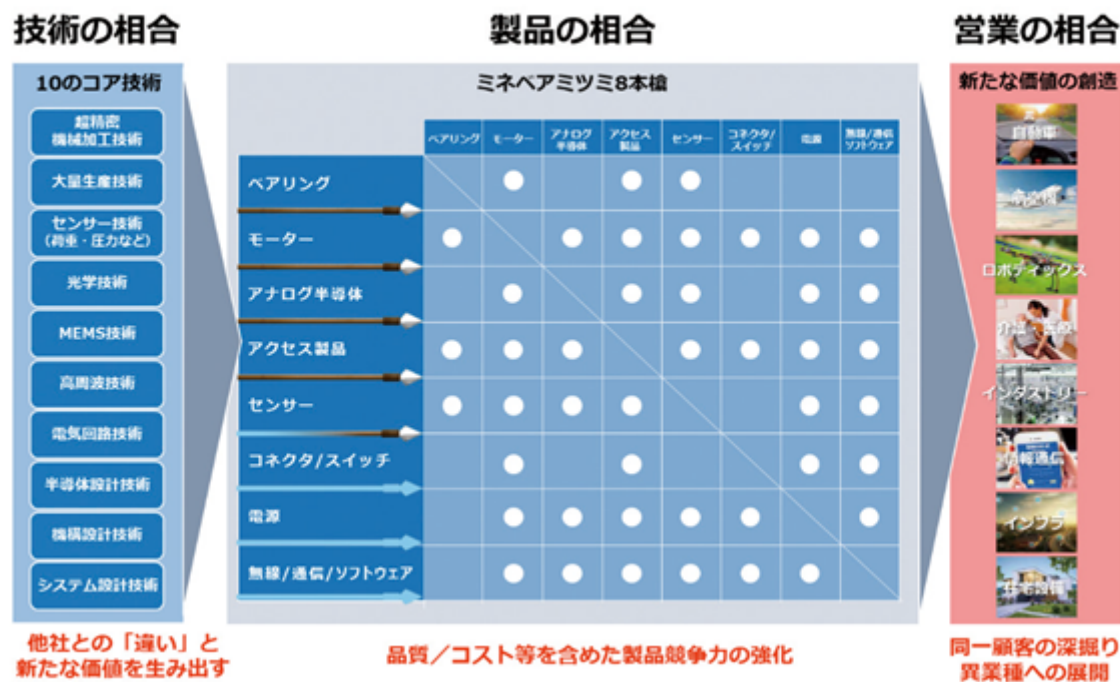 技術の相合
製品の相合
営業の相合
10のコア技術
超精密
機械加工技術
大量生産技術
センサー技術
(荷重・圧力など)
光学技術
MEMS技術
高周波技術
電気回路技術
半導体設計技術
機構設計技術
システム設計技術
他社との「違い」と
新たな価値を生み出す
ミネベアミツミ8本槍
ベアリング
モーター
アナログ
半導体
アクセス
製品
センサー
コネクタ/
スイッチ
電源
無線/通信
ソフトウェア
ベアリング
モーター
アナログ半導体
アクセス製品
センサー
コネクタ/スイッチ
電源
無線/通信/ソフトウェア
品質／コスト等を含めた製品競争力の強化
新たな価値の創造
自動車
航空機
ロボティックス
介護・医療
インダストリー
情報通信
インフラ
住宅設備
同一顧客の深掘り
異業種への展開